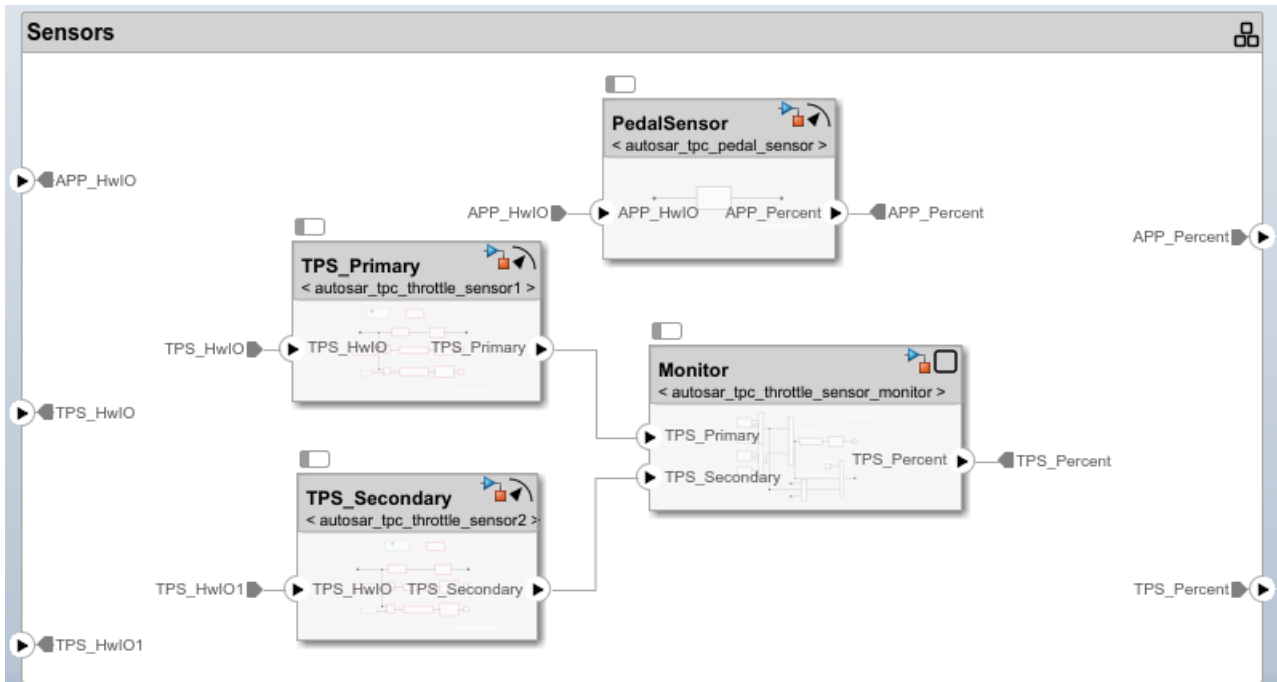 Sensors
PedalSensor
< autosar_tpc_pedal_sensor >
APP_HwIO
APP_HwIO
APP_HwIO
APP_Percent
APP_Percent
APP_Percent
TPS_Primary
< autosar_tpc_throttle_sensor1 >
TPS_HwIO
TPS_HwIO
TPS_Primary
Monitor
< autosar_tpc_throttle_sensor_monitor >
TPS_HwIO
TPS_Primary
TPS_Percent
TPS_Percent
TPS_Secondary
TPS_Secondary
< autosar_tpc_throttle_sensor2 >
TPS_HwIO1
TPS_HwIO
TPS_Secondary
TPS_Percent
TPS_HwIO1